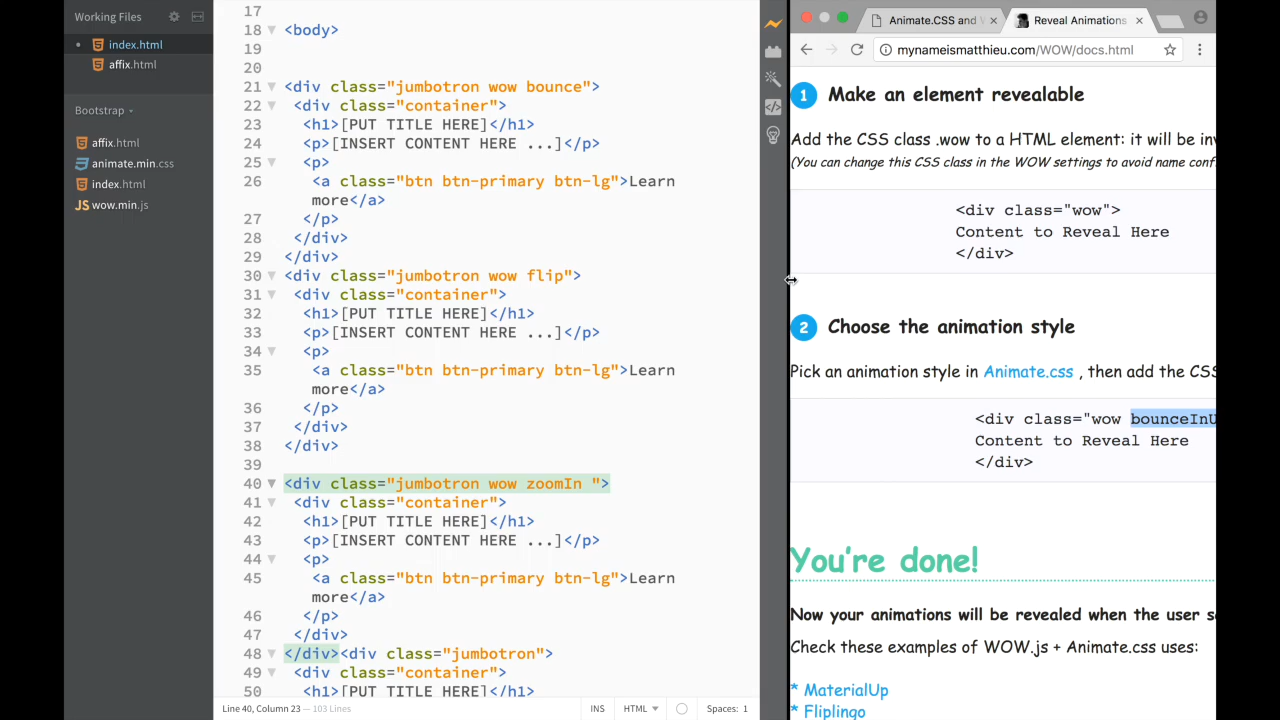 Working Files
index.html
affix.html
Bootstrap
affix.html
animate.min.css
index.html
JS wow.min.js
17
18 <body>
19
20
21 <div class="jumbotron wow bounce">
22 <div class="container">
23 <h1>[PUT TITLE HERE]</h1>
24 <p>[INSERT CONTENT HERE ...]</p>
25 <p>
26 <a class="btn btn-primary btn-lg">Learn
more</a>
27 </p>
28 </div>
29 </div>
30 <div class="jumbotron wow flip">
31 <div class="container">
32 <h1>[PUT TITLE HERE]</h1>
33 <p>[INSERT CONTENT HERE ...]</p>
34 <p>
35 <a class="btn btn-primary btn-lg">Learn
more</a>
36 </p>
37 </div>
38 </div>
39
40 <div class="jumbotron wow zoomIn ">
41 <div class="container">
42 <h1>[PUT TITLE HERE]</h1>
43 <p>[INSERT CONTENT HERE ...]</p>
44 <p>
45 <a class="btn btn-primary btn-lg">Learn
more</a>
46 </p>
47 </div>
48 </div><div class="jumbotron">
49 <div class="container">
50 <h1>[PUT TITLE HERE]</h1>
Line 40, Column 23 — 103 Lines
INS HTML Spaces: 1
Animate.CSS and Reveal Animations
mynameismatthieu.com/WOW/docs.html
1 Make an element revealable
Add the CSS class .wow to a HTML element: it will be inv
(You can change this CSS class in the WOW settings to avoid name conf
<div class="wow">
Content to Reveal Here
</div>
2 Choose the animation style
Pick an animation style in Animate.css , then add the CSS
<div class="wow bounceInU
Content to Reveal Here
</div>
You're done!
Now your animations will be revealed when the user s
Check these examples of WOW.js + Animate.css uses:
* MaterialUp
* Fliplingo